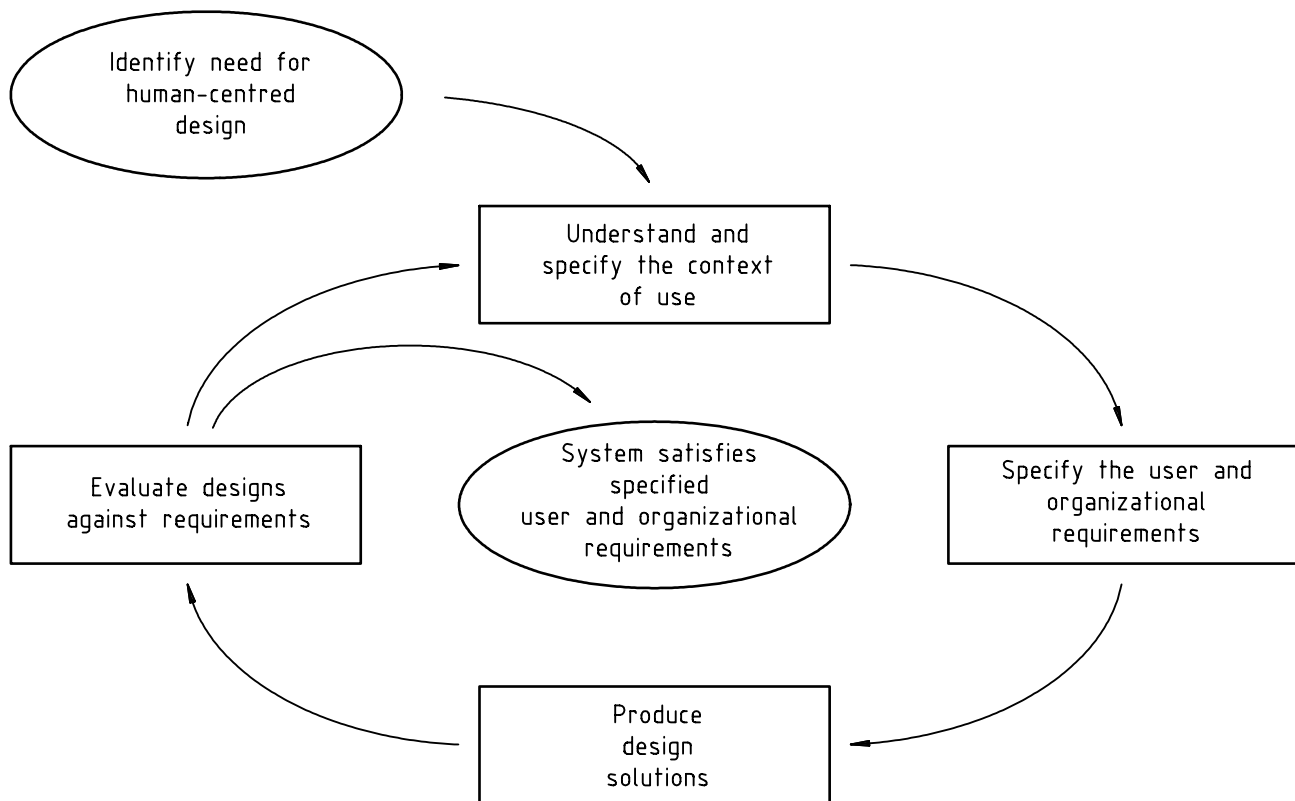 Identify need for
human-centred
design
Understand and
specify the context
of use
System satisfies
specified
user and organizational
requirements
Evaluate designs
against requirements
Specify the user and
organizational
requirements
Produce
design
solutions